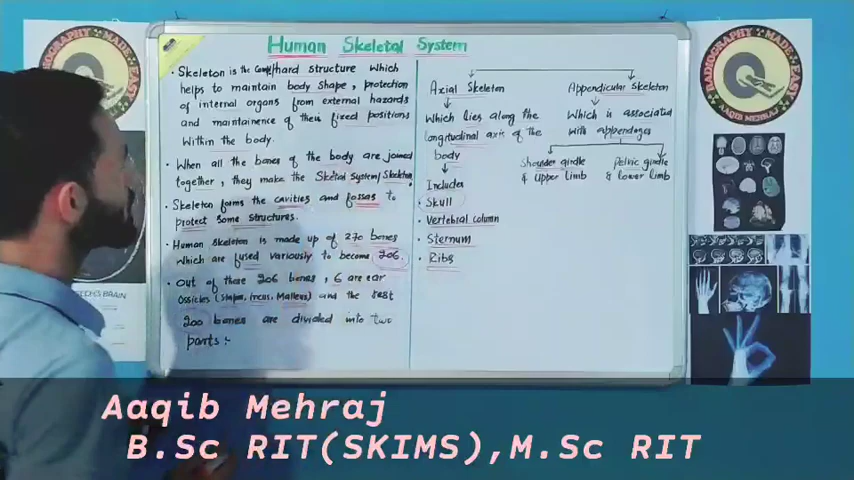 Human Skeletal System
• Skeleton is the hard structure which
helps to maintain body shape, protection
of internal organs from external hazards
and maintainence of their fixed positions
within the body.
• When all the bones of the body are joined
together, they make the Skeletal System/Skeleton.
• Skeleton forms the cavities and fossas to
protect some structures.
• Human Skeleton is made up of 270 bones
which are fused variously to become 206.
• Out of there 206 bones, 6 are ear
ossicles (Stapes, incus, Malleus) and the rest
200 bones are divided into two
parts :-
Axial Skeleton
Which lies along the
longitudinal axis of the
body
Includes
• Skull
• Vertebral column
• Sternum
• Ribs
Appendicular Skeleton
Which is associated
with appendages
Shoulder girdle
& upper limb
Pelvic girdle
& lower limb
RADIOGRAPHY MADE EASY
AAQIB MEHRAJ
RADIOGRAPHY MADE EASY
BRAIN
Aaqib Mehraj
B.Sc RIT(SKIMS),M.Sc RIT